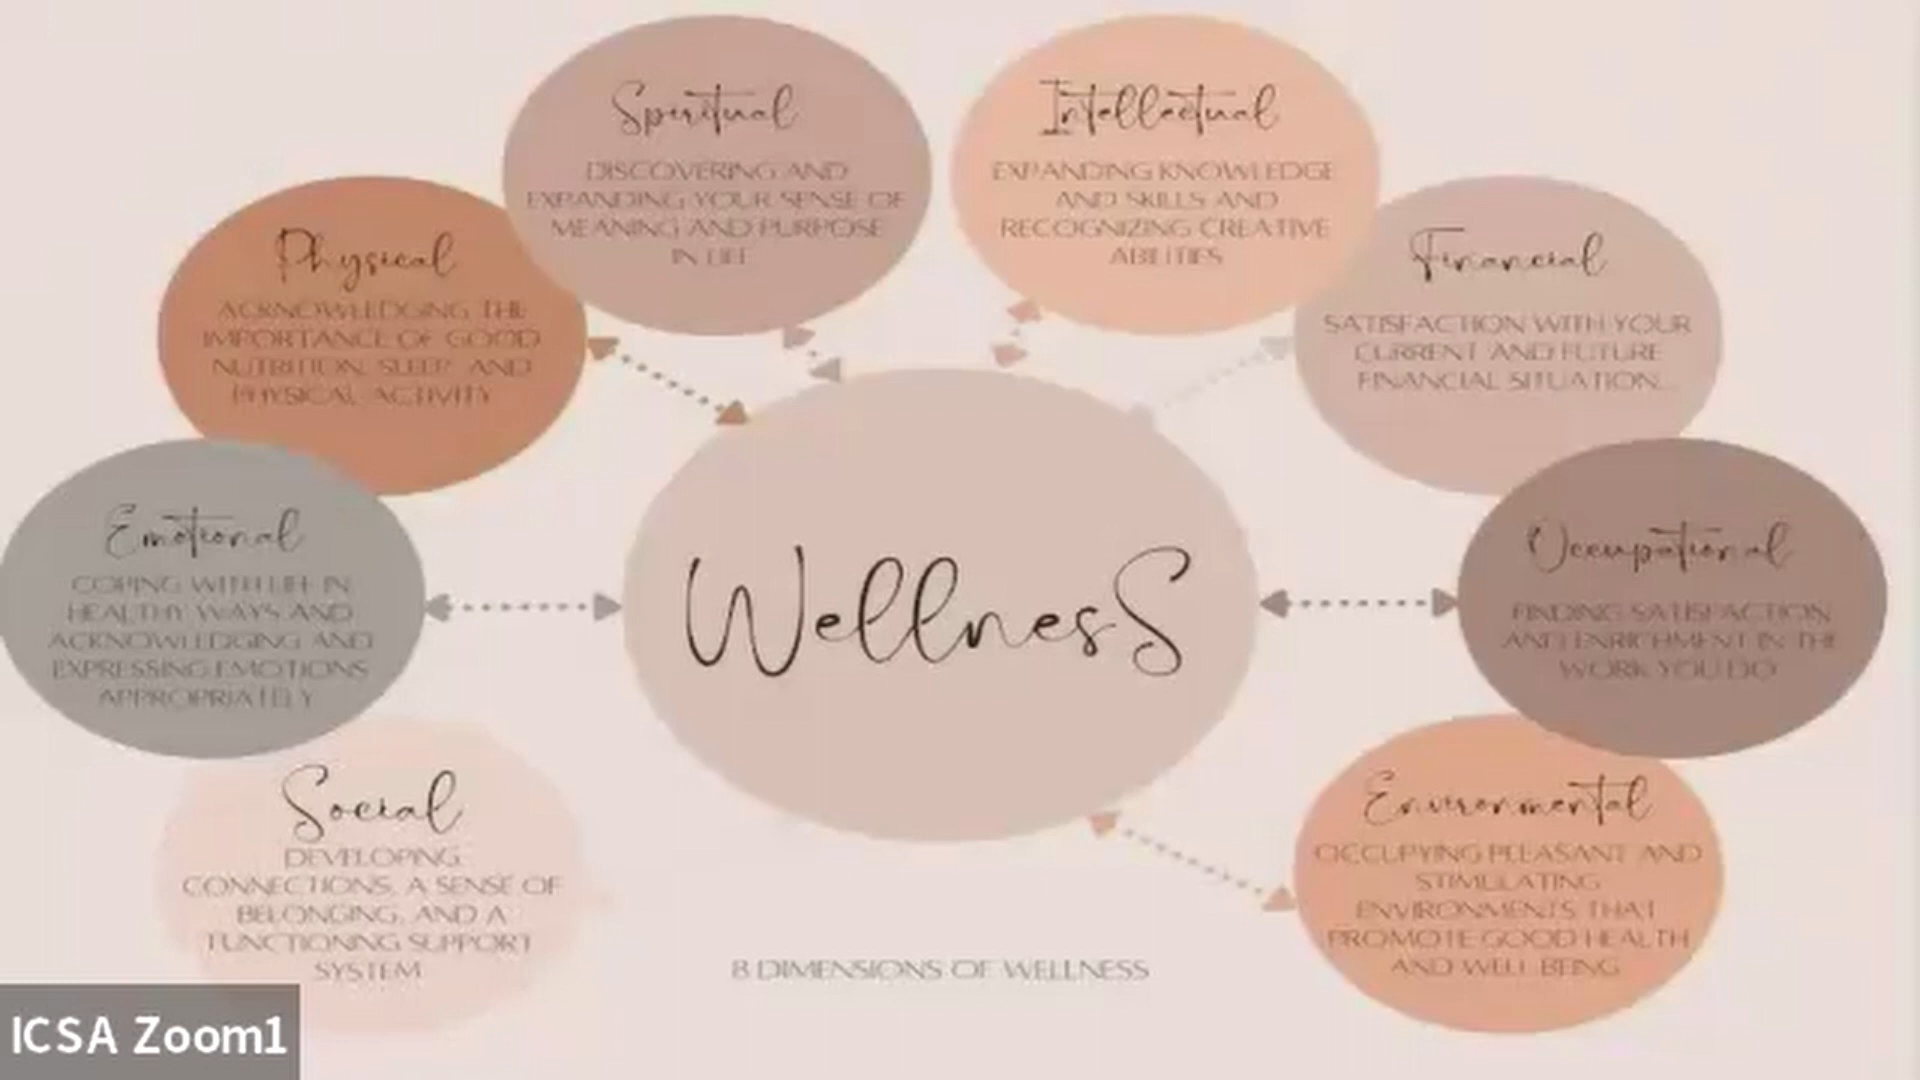 Spiritual
DISCOVERING AND
EXPANDING YOUR SENSE OF
MEANING AND PURPOSE
IN LIFE
Intellectual
EXPANDING KNOWLEDGE
AND SKILLS AND
RECOGNIZING CREATIVE
ABILITIES
Physical
ACKNOWLEDGING THE
IMPORTANCE OF GOOD
NUTRITION, SLEEP, AND
PHYSICAL ACTIVITY
Financial
SATISFACTION WITH YOUR
CURRENT AND FUTURE
FINANCIAL SITUATION
Emotional
COPING WITH LIFE IN
HEALTHY WAYS AND
ACKNOWLEDGING AND
EXPRESSING EMOTIONS
APPROPRIATELY
WellnesS
Occupational
FINDING SATISFACTION
AND ENRICHMENT IN THE
WORK YOU DO
Social
DEVELOPING
CONNECTIONS, A SENSE OF
BELONGING, AND A
FUNCTIONING SUPPORT
SYSTEM
Environmental
OCCUPYING PLEASANT AND
STIMULATING
ENVIRONMENTS THAT
PROMOTE GOOD HEALTH
AND WELL BEING
8 DIMENSIONS OF WELLNESS
ICSA Zoom1